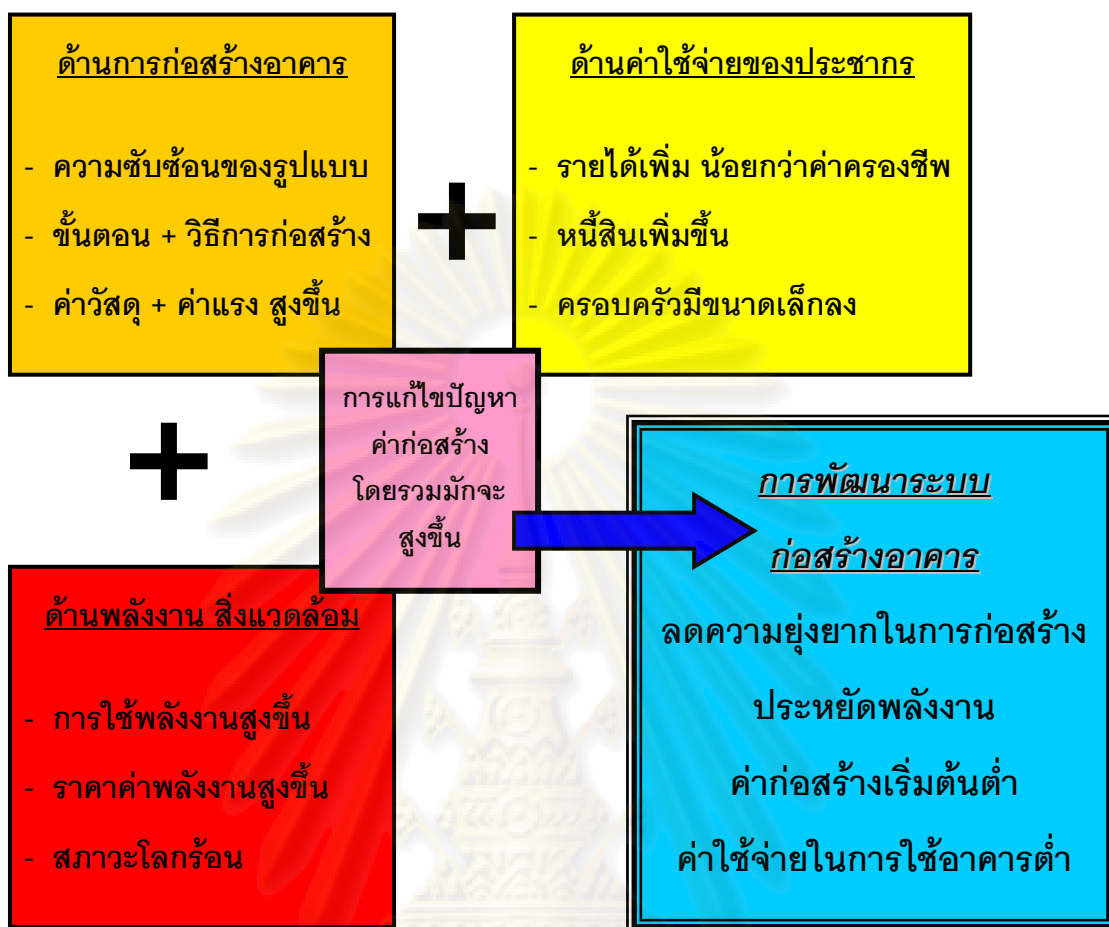 ด้านการก่อสร้างอาคาร
- ความซับซ้อนของรูปแบบ
- ขั้นตอน + วิธีการก่อสร้าง
- ค่าวัสดุ + ค่าแรง สูงขึ้น
+
ด้านค่าใช้จ่ายของประชากร
- รายได้เพิ่ม น้อยกว่าค่าครองชีพ
- หนี้สินเพิ่มขึ้น
- ครอบครัวมีขนาดเล็กลง
+
การแก้ไขปัญหา
ค่าก่อสร้าง
โดยรวมมักจะ
สูงขึ้น
ด้านพลังงาน สิ่งแวดล้อม
- การใช้พลังงานสูงขึ้น
- ราคาค่าพลังงานสูงขึ้น
- สภาวะโลกร้อน
การพัฒนาระบบ
ก่อสร้างอาคาร
ลดความยุ่งยากในการก่อสร้าง
ประหยัดพลังงาน
ค่าก่อสร้างเริ่มต้นต่ำ
ค่าใช้จ่ายในการใช้อาคารต่ำ